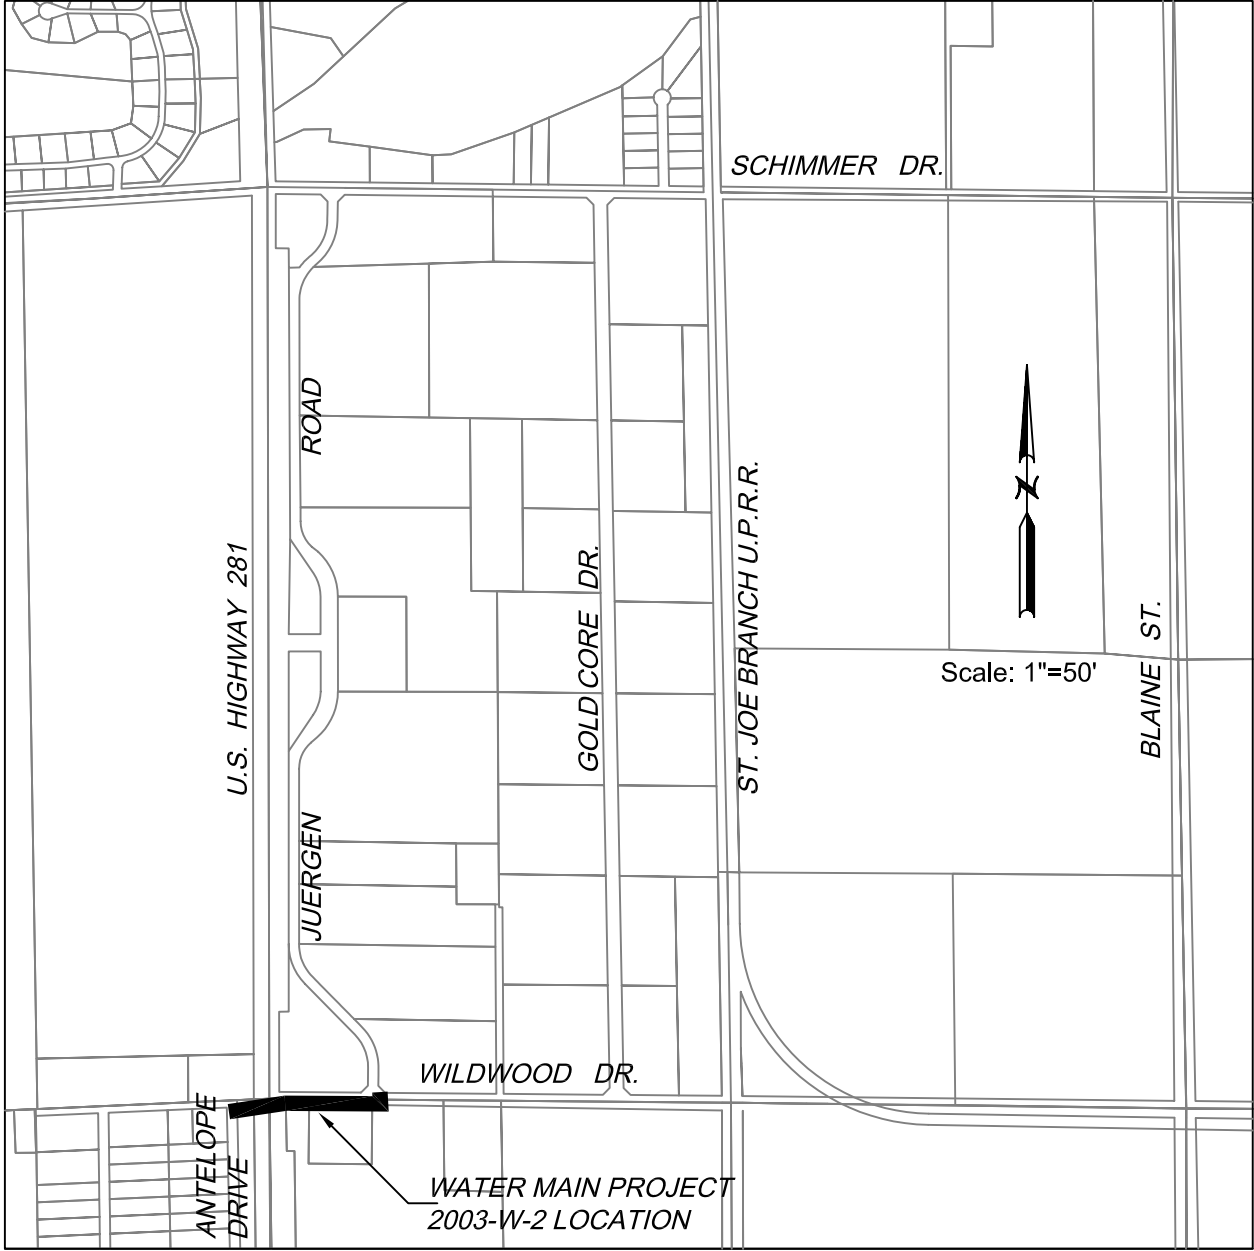 SCHIMMER DR.
ROAD
U.S. HIGHWAY 281
GOLD CORE DR.
ST. JOE BRANCH U.P.R.R.
N
Scale: 1"=50'
BLAINE ST.
JUERGEN
WILDWOOD DR.
ANTELOPE
DRIVE
WATER MAIN PROJECT
2003-W-2 LOCATION